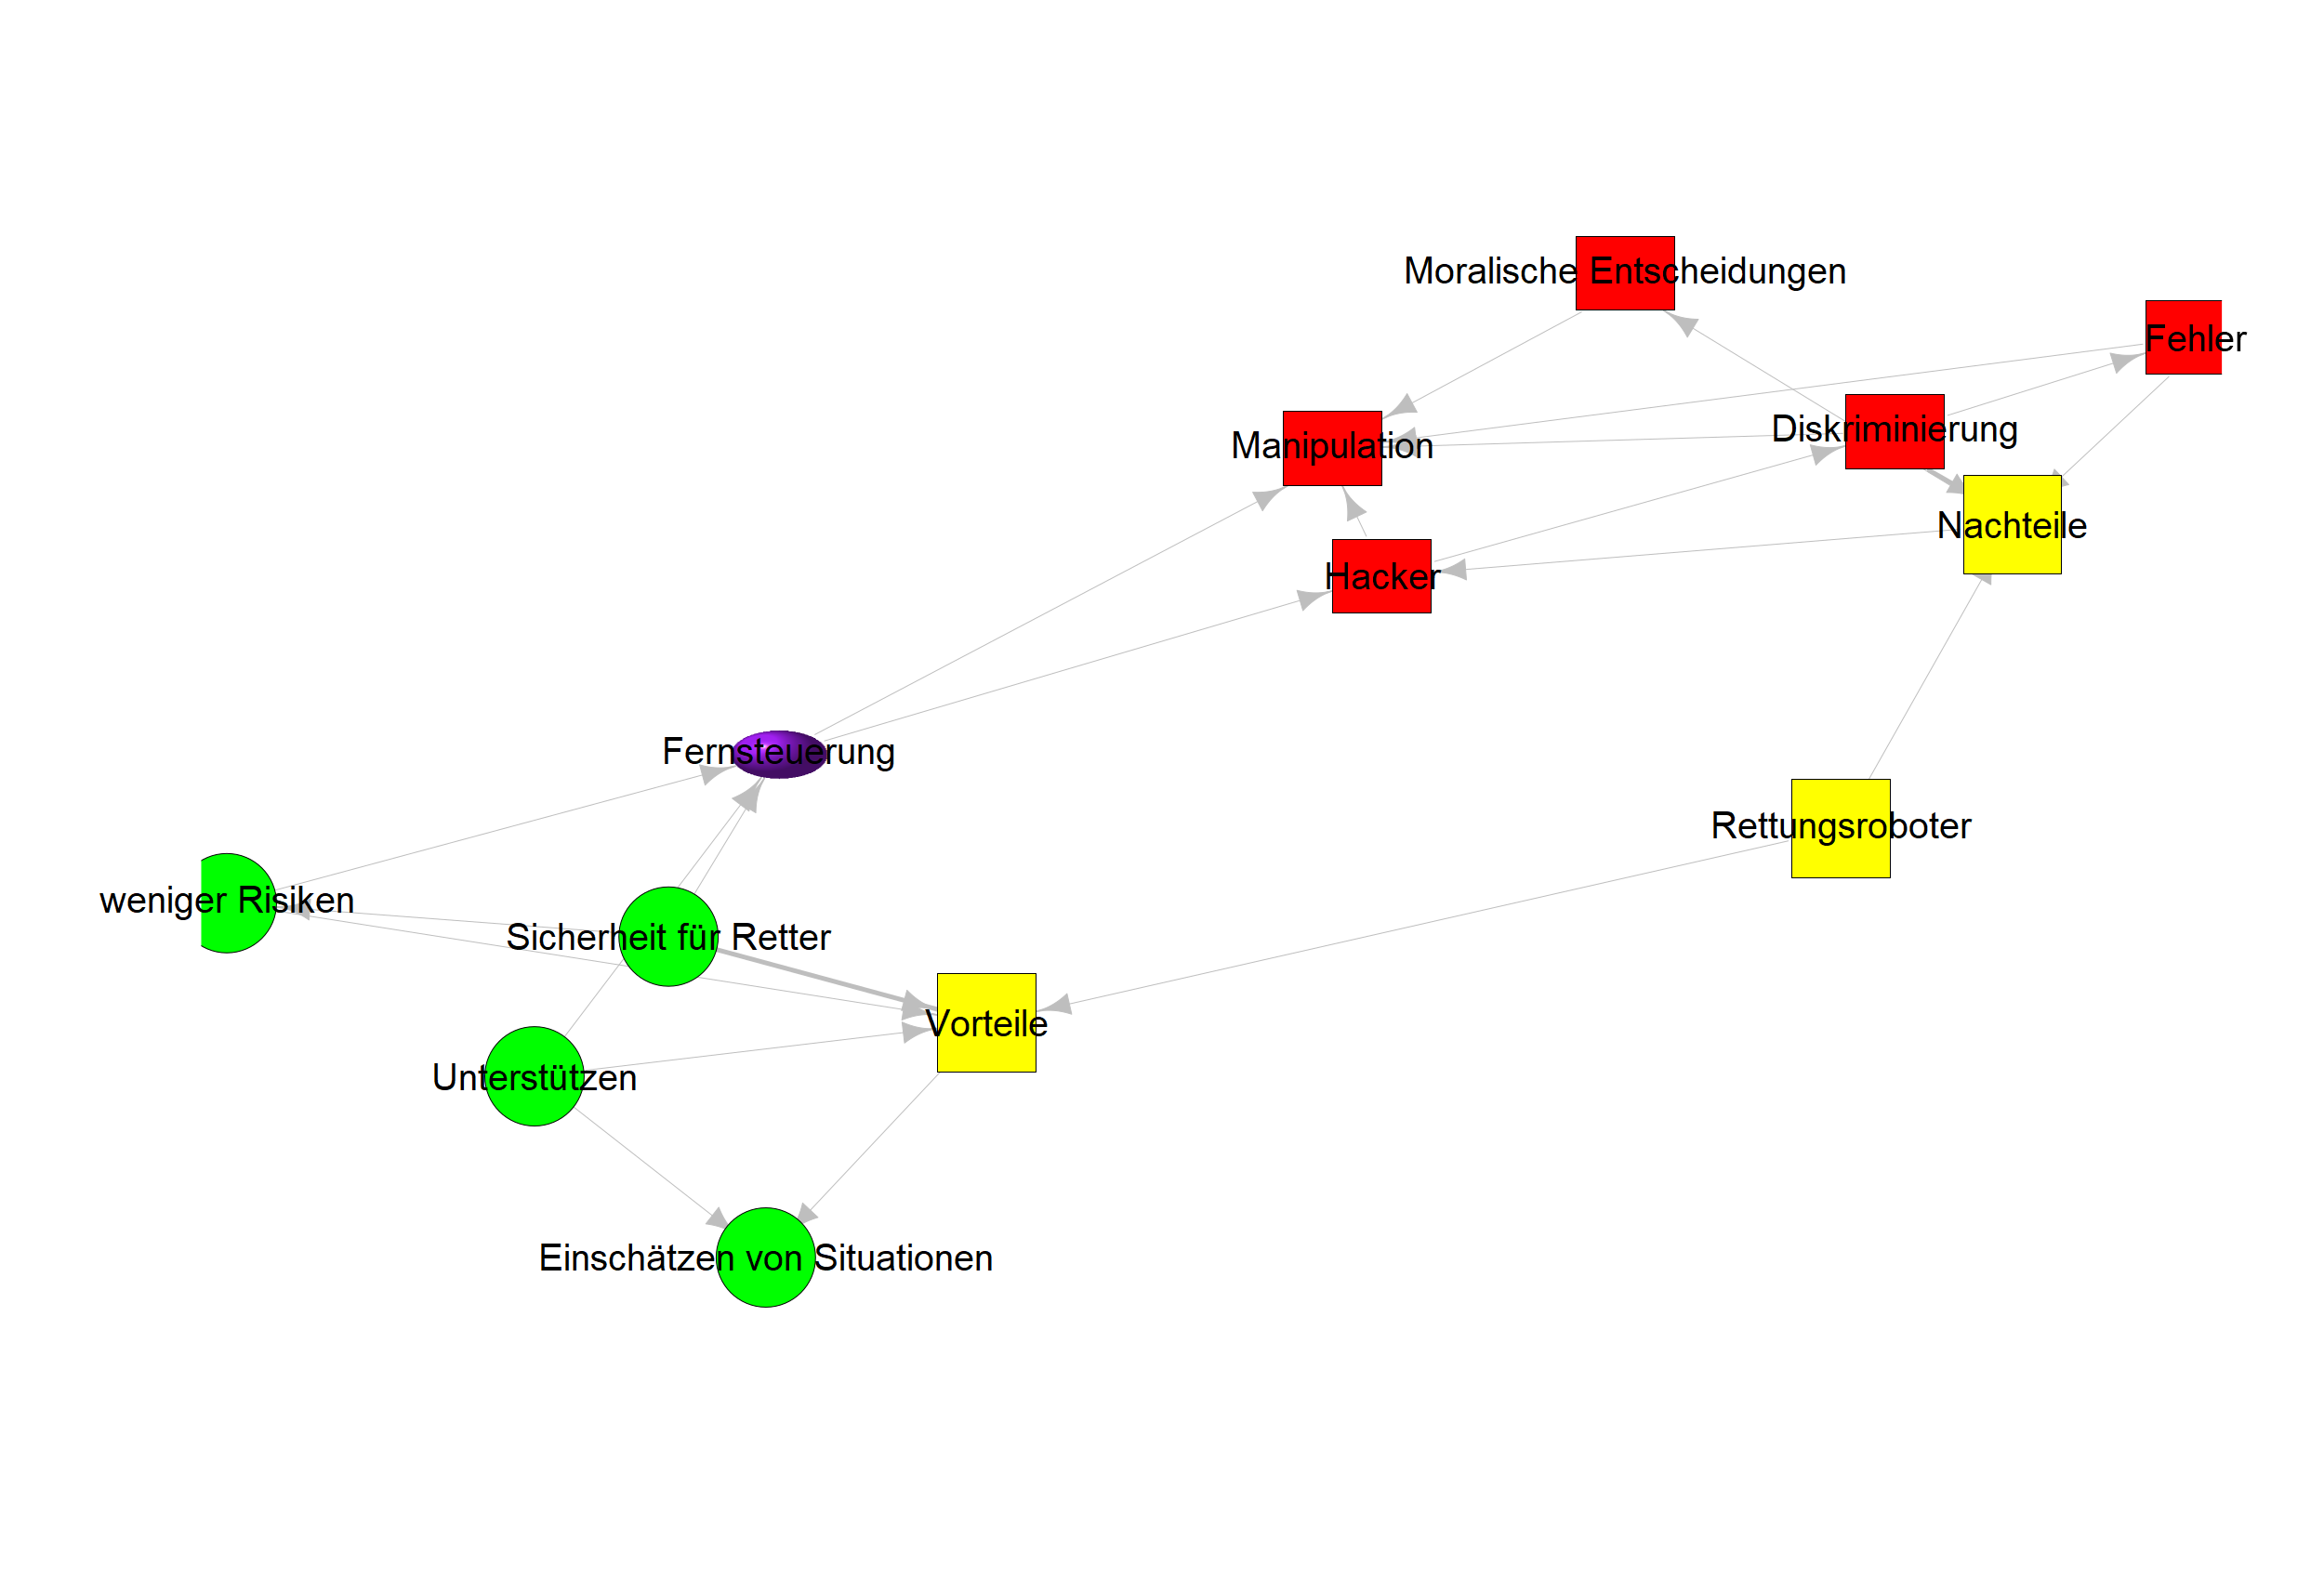 Moralische Entscheidungen
Fehler
Diskriminierung
Manipulation
Nachteile
Hacker
Fernsteuerung
Rettungsroboter
weniger Risiken
Sicherheit für Retter
Vorteile
Unterstützen
Einschätzen von Situationen